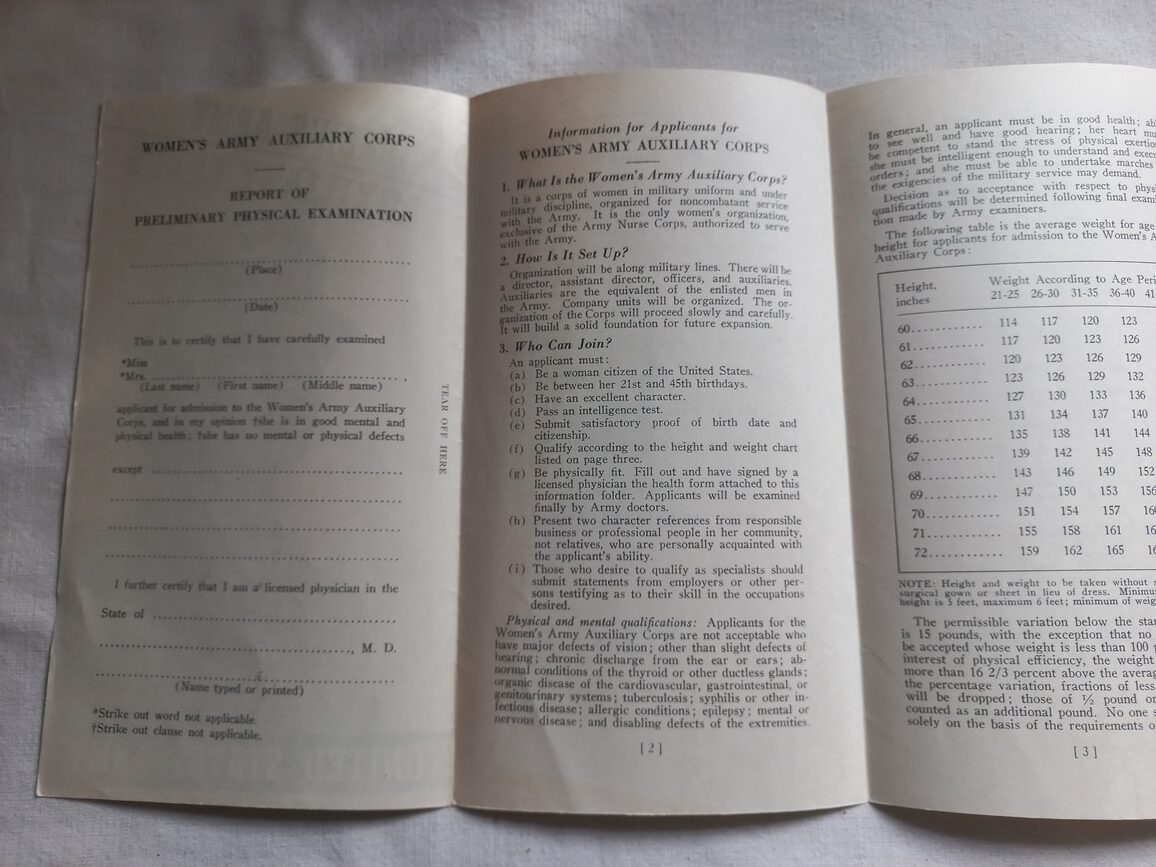 WOMEN'S ARMY AUXILIARY CORPS
REPORT OF
PRELIMINARY PHYSICAL EXAMINATION
(Place)
(Date)
This is to certify that I have carefully examined
*Miss
*Mrs.
(Last name) (First name) (Middle name)
applicant for admission to the Women's Army Auxiliary
Corps, and in my opinion †she is in good mental and
physical health; †she has no mental or physical defects
except
I further certify that I am a licensed physician in the
State of
, M. D.
(Name typed or printed)
*Strike out word not applicable.
†Strike out clause not applicable.
TEAR OFF HERE
Information for Applicants for
WOMEN'S ARMY AUXILIARY CORPS
1. What Is the Women's Army Auxiliary Corps?
It is a corps of women in military uniform and under
military discipline, organized for noncombatant service
with the Army. It is the only women's organization,
exclusive of the Army Nurse Corps, authorized to serve
with the Army.
2. How Is It Set Up?
Organization will be along military lines. There will be
a director, assistant director, officers, and auxiliaries.
Auxiliaries are the equivalent of the enlisted men in
the Army. Company units will be organized. The or-
ganization of the Corps will proceed slowly and carefully.
It will build a solid foundation for future expansion.
3. Who Can Join?
An applicant must:
(a) Be a woman citizen of the United States.
(b) Be between her 21st and 45th birthdays.
(c) Have an excellent character.
(d) Pass an intelligence test.
(e) Submit satisfactory proof of birth date and
citizenship.
(f) Qualify according to the height and weight chart
listed on page three.
(g) Be physically fit. Fill out and have signed by a
licensed physician the health form attached to this
information folder. Applicants will be examined
finally by Army doctors.
(h) Present two character references from responsible
business or professional people in her community,
not relatives, who are personally acquainted with
the applicant's ability.
(i) Those who desire to qualify as specialists should
submit statements from employers or other per-
sons testifying as to their skill in the occupations
desired.
Physical and mental qualifications: Applicants for the
Women's Army Auxiliary Corps are not acceptable who
have major defects of vision; other than slight defects of
hearing; chronic discharge from the ear or ears; ab-
normal conditions of the thyroid or other ductless glands;
organic disease of the cardiovascular, gastrointestinal, or
genitourinary systems; tuberculosis; syphilis or other in-
fectious disease; allergic conditions; epilepsy; mental or
nervous disease; and disabling defects of the extremities.
[2]
In general, an applicant must be in good health; ab
to see well and have good hearing; her heart mu
be competent to stand the stress of physical exertio
she must be intelligent enough to understand and exec
orders; and she must be able to undertake marches
the exigencies of the military service may demand.
Decision as to acceptance with respect to physi
qualifications will be determined following final exami
tion made by Army examiners.
The following table is the average weight for age
height for applicants for admission to the Women's A
Auxiliary Corps:
Height, inches Weight According to Age Peri
21-25 26-30 31-35 36-40 41
60 114 117 120 123
61 117 120 123 126
62 120 123 126 129
63 123 126 129 132
64 127 130 133 136
65 131 134 137 140
66 135 138 141 144
67 139 142 145 148
68 143 146 149 152
69 147 150 153 156
70 151 154 157 16
71 155 158 161 16
72 159 162 165 16
NOTE: Height and weight to be taken without s
surgical gown or sheet in lieu of dress. Minimu
height is 5 feet, maximum 6 feet; minimum of weig
The permissible variation below the stan
is 15 pounds, with the exception that no
be accepted whose weight is less than 100 p
interest of physical efficiency, the weight
more than 16 2/3 percent above the averag
the percentage variation, fractions of less
will be dropped; those of ½ pound or
counted as an additional pound. No one s
solely on the basis of the requirements o
[3]